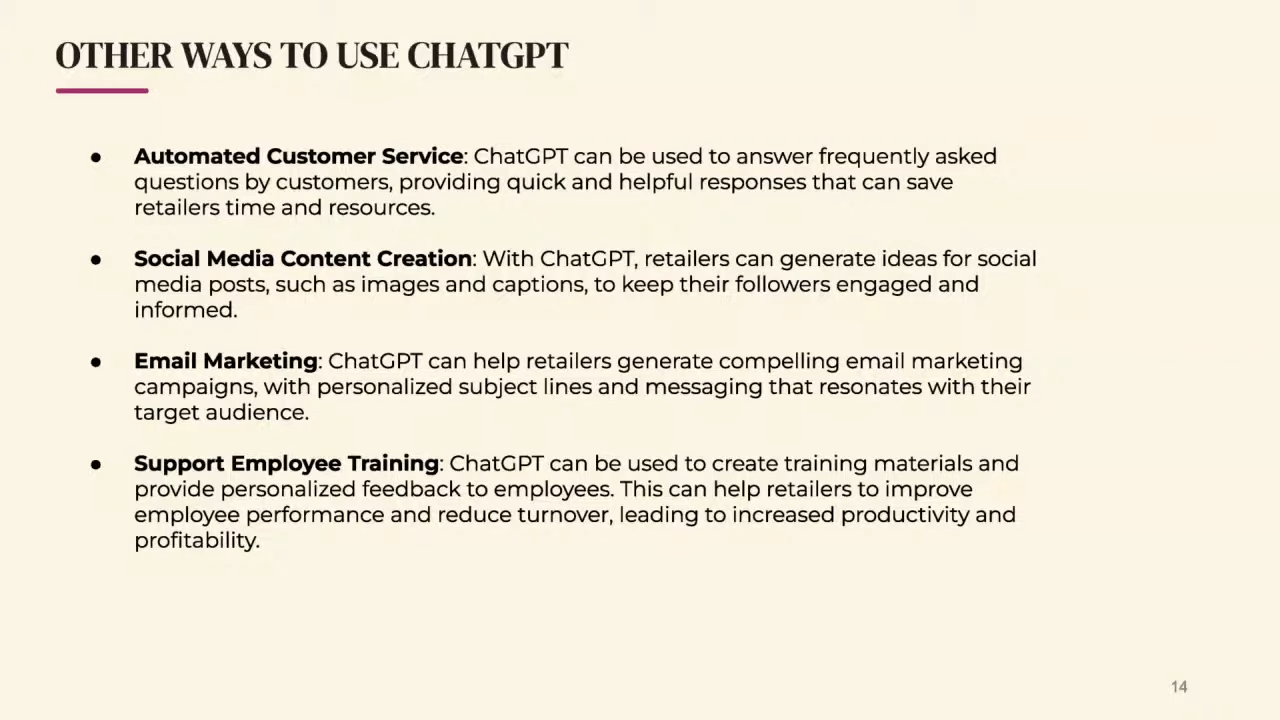 OTHER WAYS TO USE CHATGPT
● Automated Customer Service: ChatGPT can be used to answer frequently asked
questions by customers, providing quick and helpful responses that can save
retailers time and resources.
● Social Media Content Creation: With ChatGPT, retailers can generate ideas for social
media posts, such as images and captions, to keep their followers engaged and
informed.
● Email Marketing: ChatGPT can help retailers generate compelling email marketing
campaigns, with personalized subject lines and messaging that resonates with their
target audience.
● Support Employee Training: ChatGPT can be used to create training materials and
provide personalized feedback to employees. This can help retailers to improve
employee performance and reduce turnover, leading to increased productivity and
profitability.
14